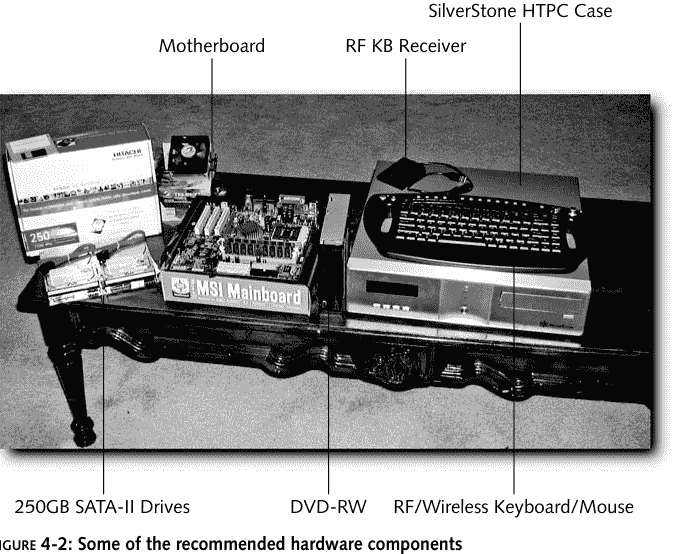 SilverStone HTPC Case
Motherboard
RF KB Receiver
HITACHI
250
MSI Mainboard
250GB SATA-II Drives
DVD-RW
RF/Wireless Keyboard/Mouse
IGURE 4-2: Some of the recommended hardware components